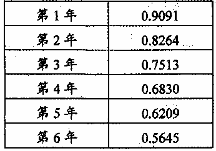 第1年 0.9091
第2年 0.8264
第3年 0.7513
第4年 0.6830
第5年 0.6209
第6年 0.5645